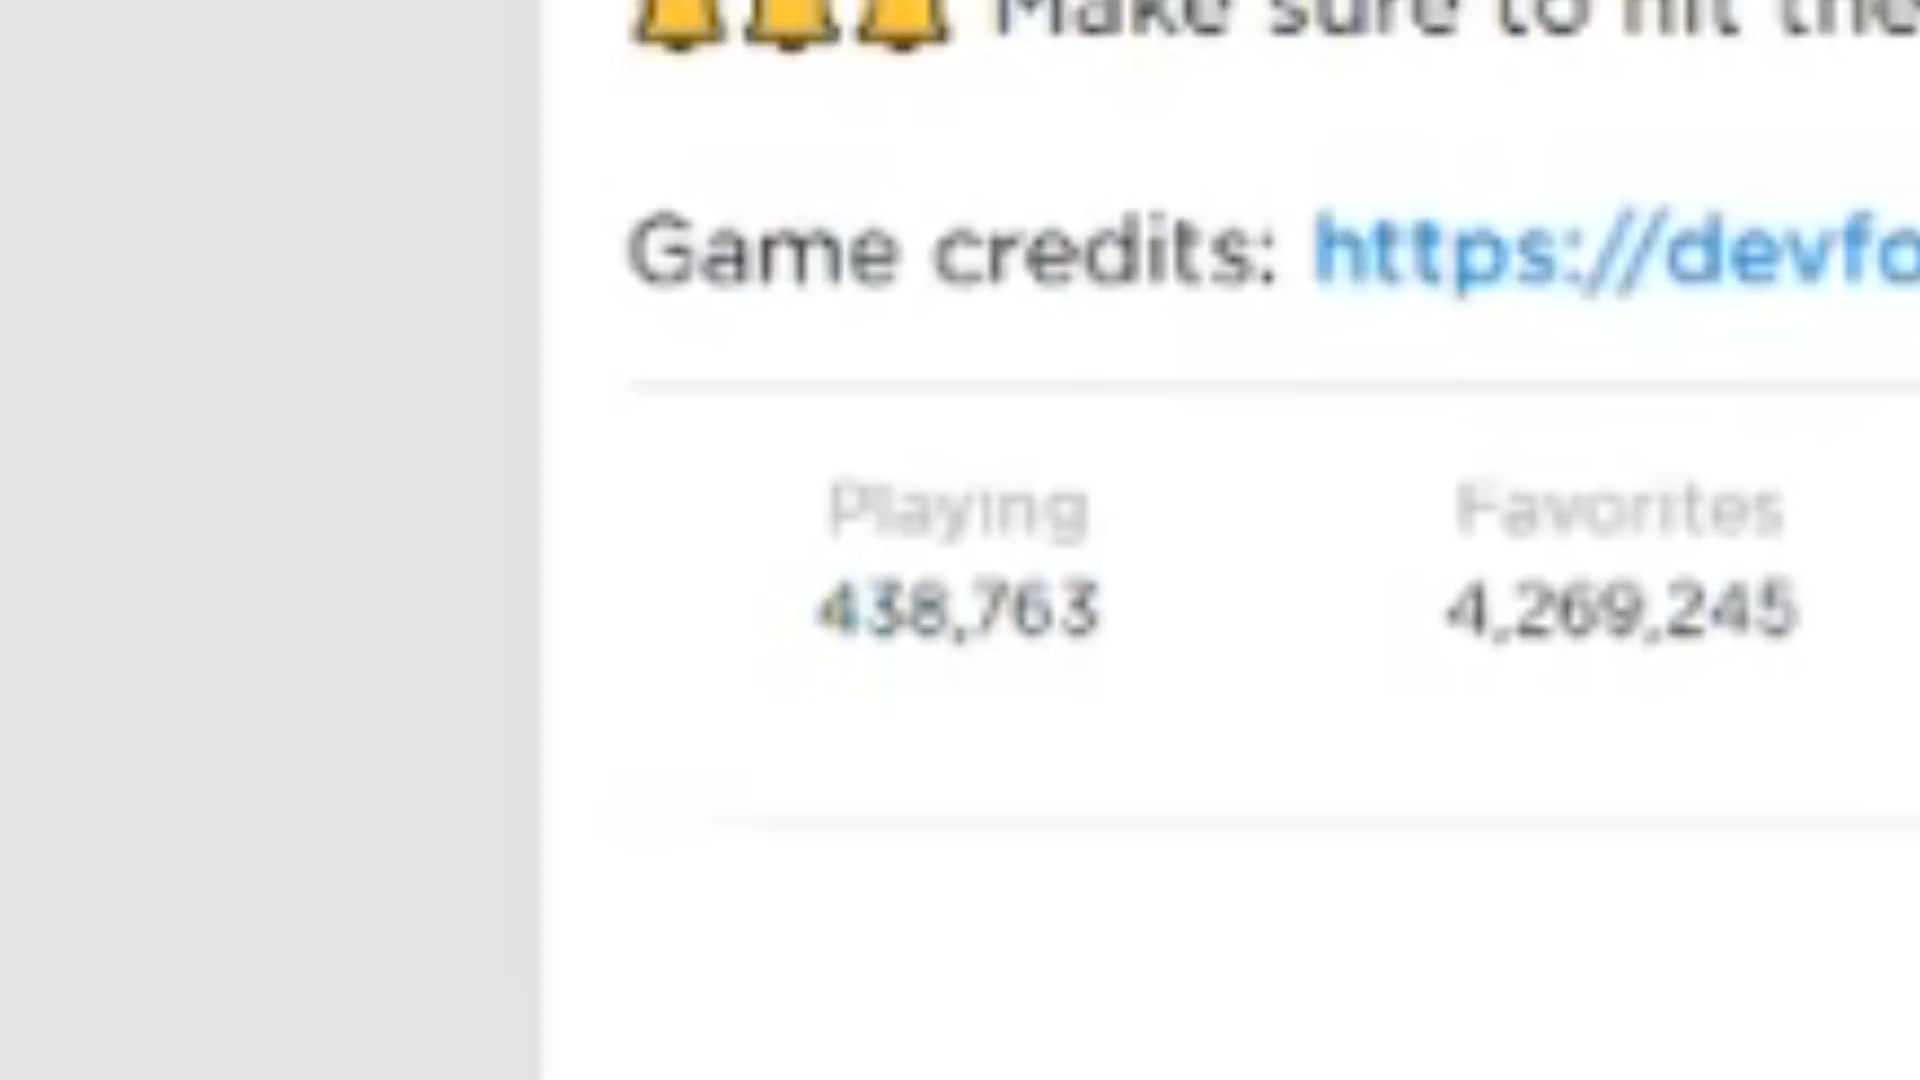 🔔🔔🔔 Make sure to hit the
Game credits: https://devfo
Playing Favorites
438,763 4,269,245